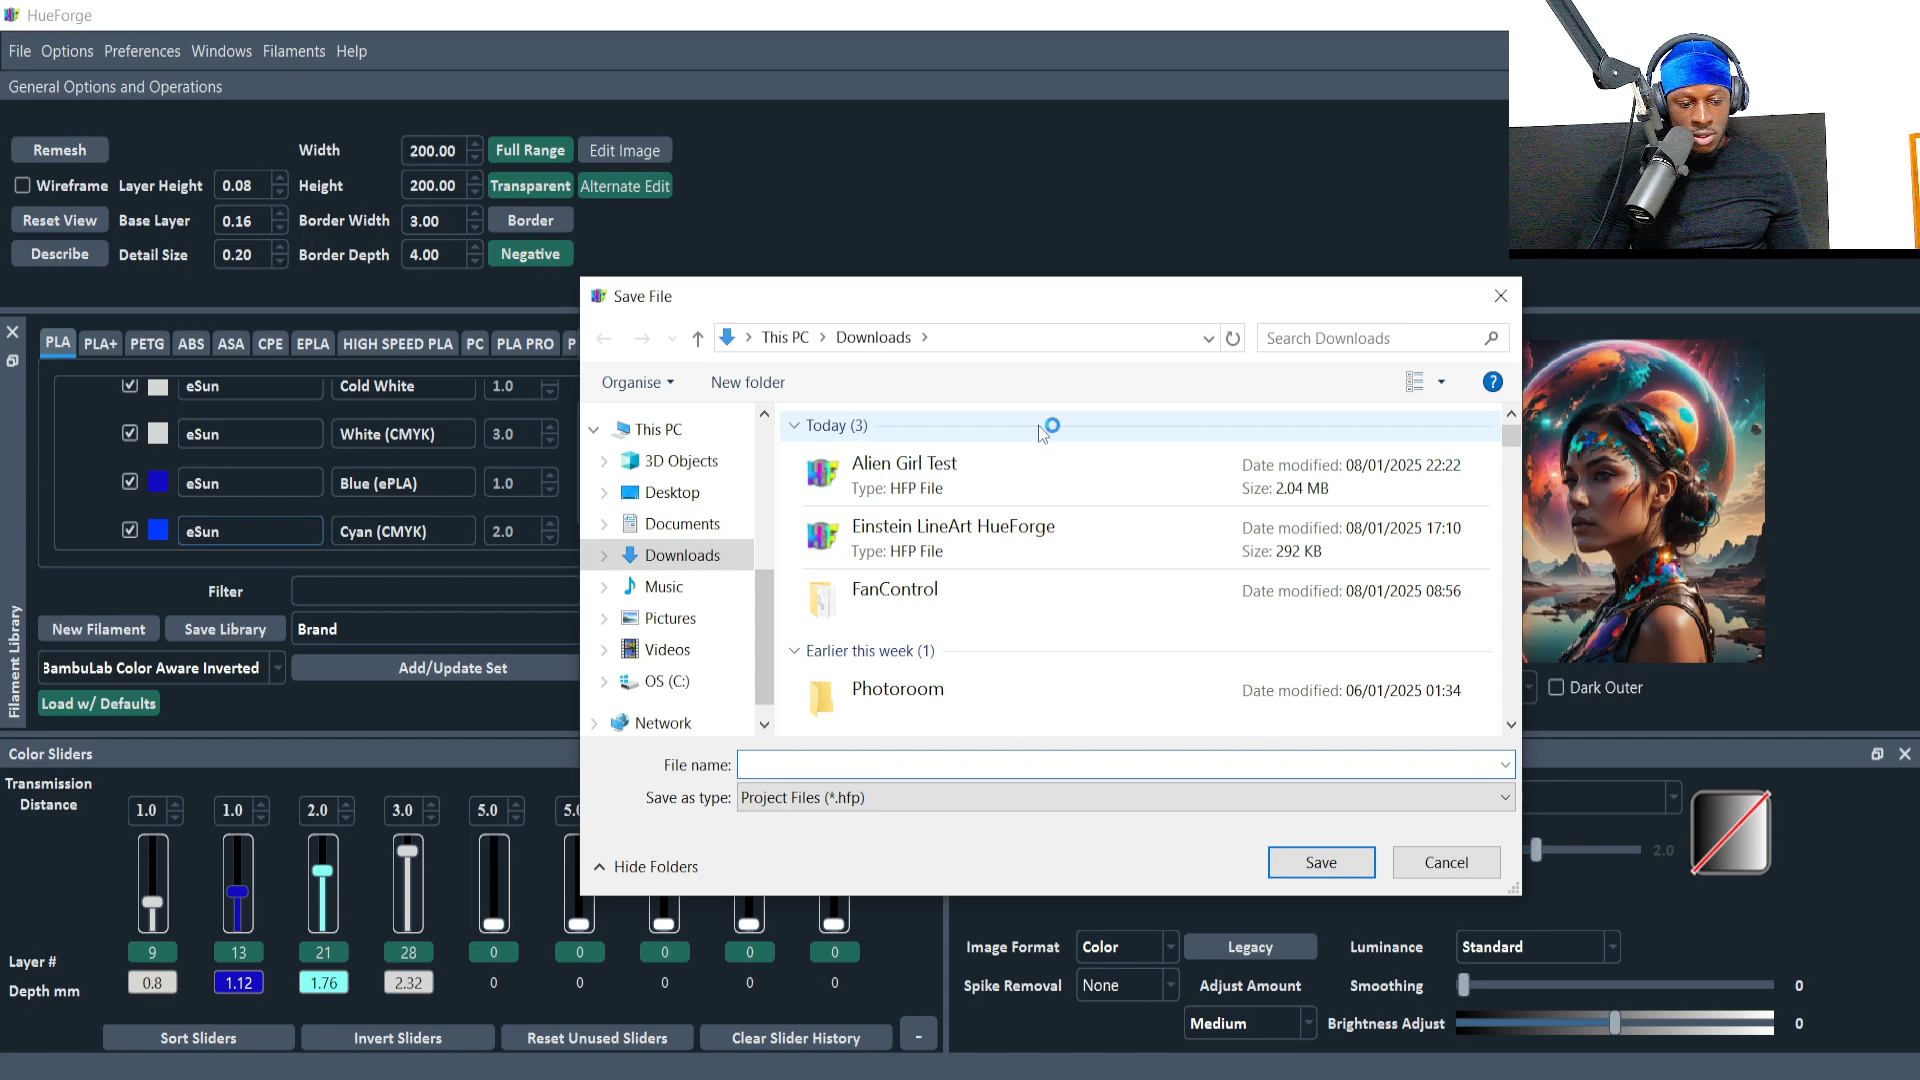 HueForge
File Options Preferences Windows Filaments Help
General Options and Operations
Remesh Width 200.00 Full Range Edit Image
Wireframe Layer Height 0.08 Height 200.00 Transparent Alternate Edit
Reset View Base Layer 0.16 Border Width 3.00 Border
Describe Detail Size 0.20 Border Depth 4.00 Negative
PLA PLA+ PETG ABS ASA CPE EPLA HIGH SPEED PLA PC PLA PRO P
eSun Cold White 1.0
eSun White (CMYK) 3.0
eSun Blue (ePLA) 1.0
eSun Cyan (CMYK) 2.0
Filter
New Filament Save Library Brand
BambuLab Color Aware Inverted Add/Update Set
Load w/ Defaults
Filament Library
Save File
This PC Downloads Search Downloads
Organise New folder ?
This PC
3D Objects
Desktop
Documents
Downloads
Music
Pictures
Videos
OS (C:)
Network
Today (3)
Alien Girl Test Date modified: 08/01/2025 22:22
Type: HFP File Size: 2.04 MB
Einstein LineArt HueForge Date modified: 08/01/2025 17:10
Type: HFP File Size: 292 KB
FanControl Date modified: 08/01/2025 08:56
Earlier this week (1)
Photoroom Date modified: 06/01/2025 01:34
File name:
Save as type: Project Files (*.hfp)
Hide Folders Save Cancel
Dark Outer
Color Sliders
Transmission
Distance
1.0 1.0 2.0 3.0 5.0 5.0
2.0
Layer # 9 13 21 28 0 0 0 0 0
Depth mm 0.8 1.12 1.76 2.32 0 0 0 0 0
Sort Sliders Invert Sliders Reset Unused Sliders Clear Slider History -
Image Format Color Legacy Luminance Standard
Spike Removal None Adjust Amount Smoothing 0
Medium Brightness Adjust 0